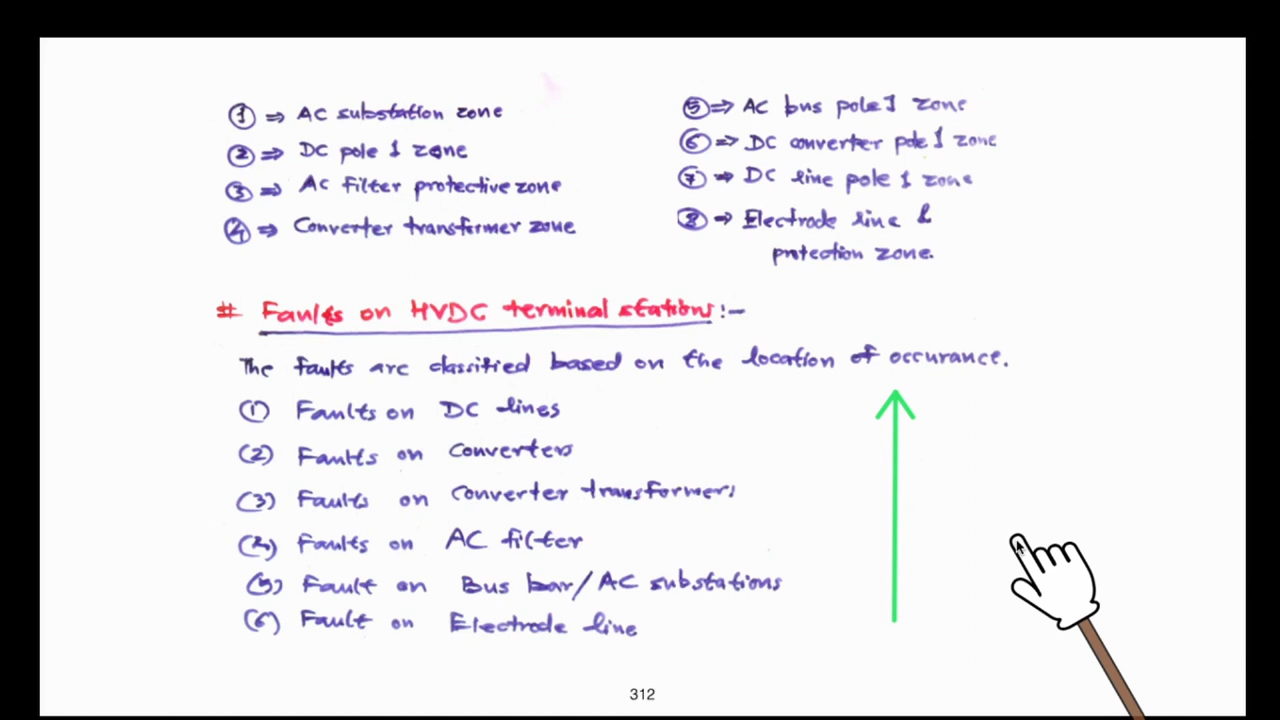 ① ⇒ AC substation zone
② ⇒ DC pole 1 zone
③ ⇒ AC Filter protective zone
④ ⇒ Converter transformer zone
⑤ ⇒ AC bus pole 1 zone
⑥ ⇒ DC converter pole 1 zone
⑦ ⇒ DC line pole 1 zone
⑧ ⇒ Electrode line &
protection zone.
# Faults on HVDC terminal stations :-
The faults are classified based on the location of occurance.
(1) Faults on DC lines
(2) Faults on Converters
(3) Faults on Converter transformers
(4) Faults on AC filter
(5) Fault on Bus bar/AC substations
(6) Fault on Electrode line
312